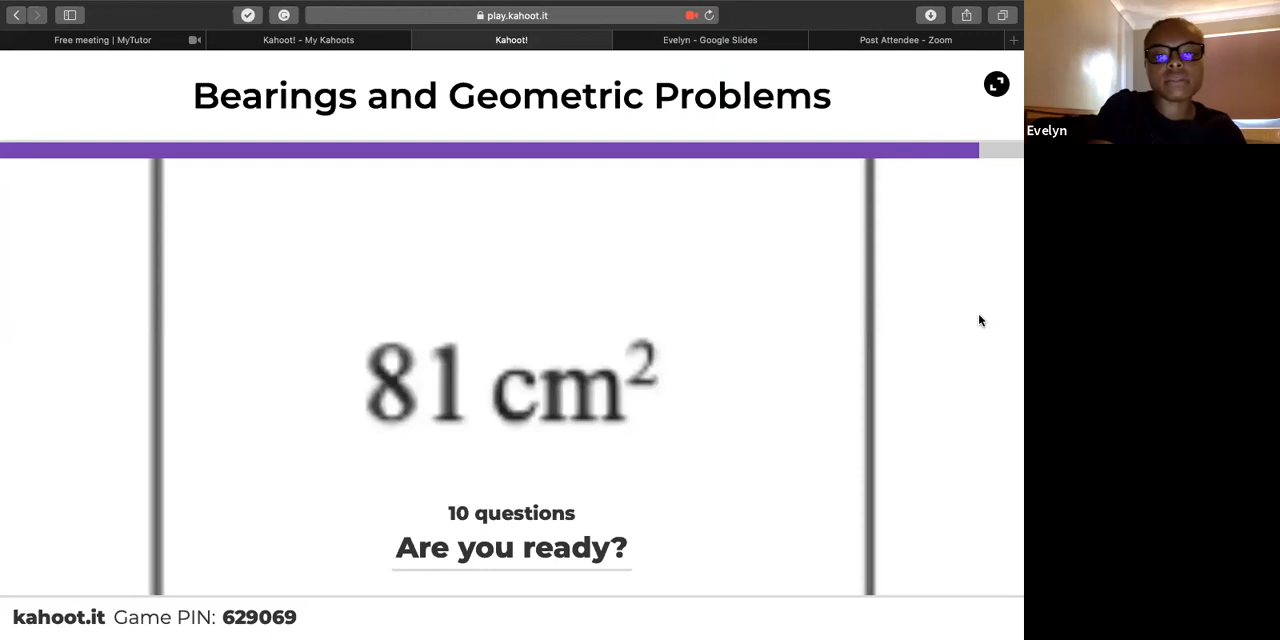 play.kahoot.it
Free meeting | MyTutor
Kahoot! - My Kahoots
Kahoot!
Evelyn - Google Slides
Post Attendee - Zoom
Bearings and Geometric Problems
Evelyn
81 cm²
10 questions
Are you ready?
kahoot.it Game PIN: 629069